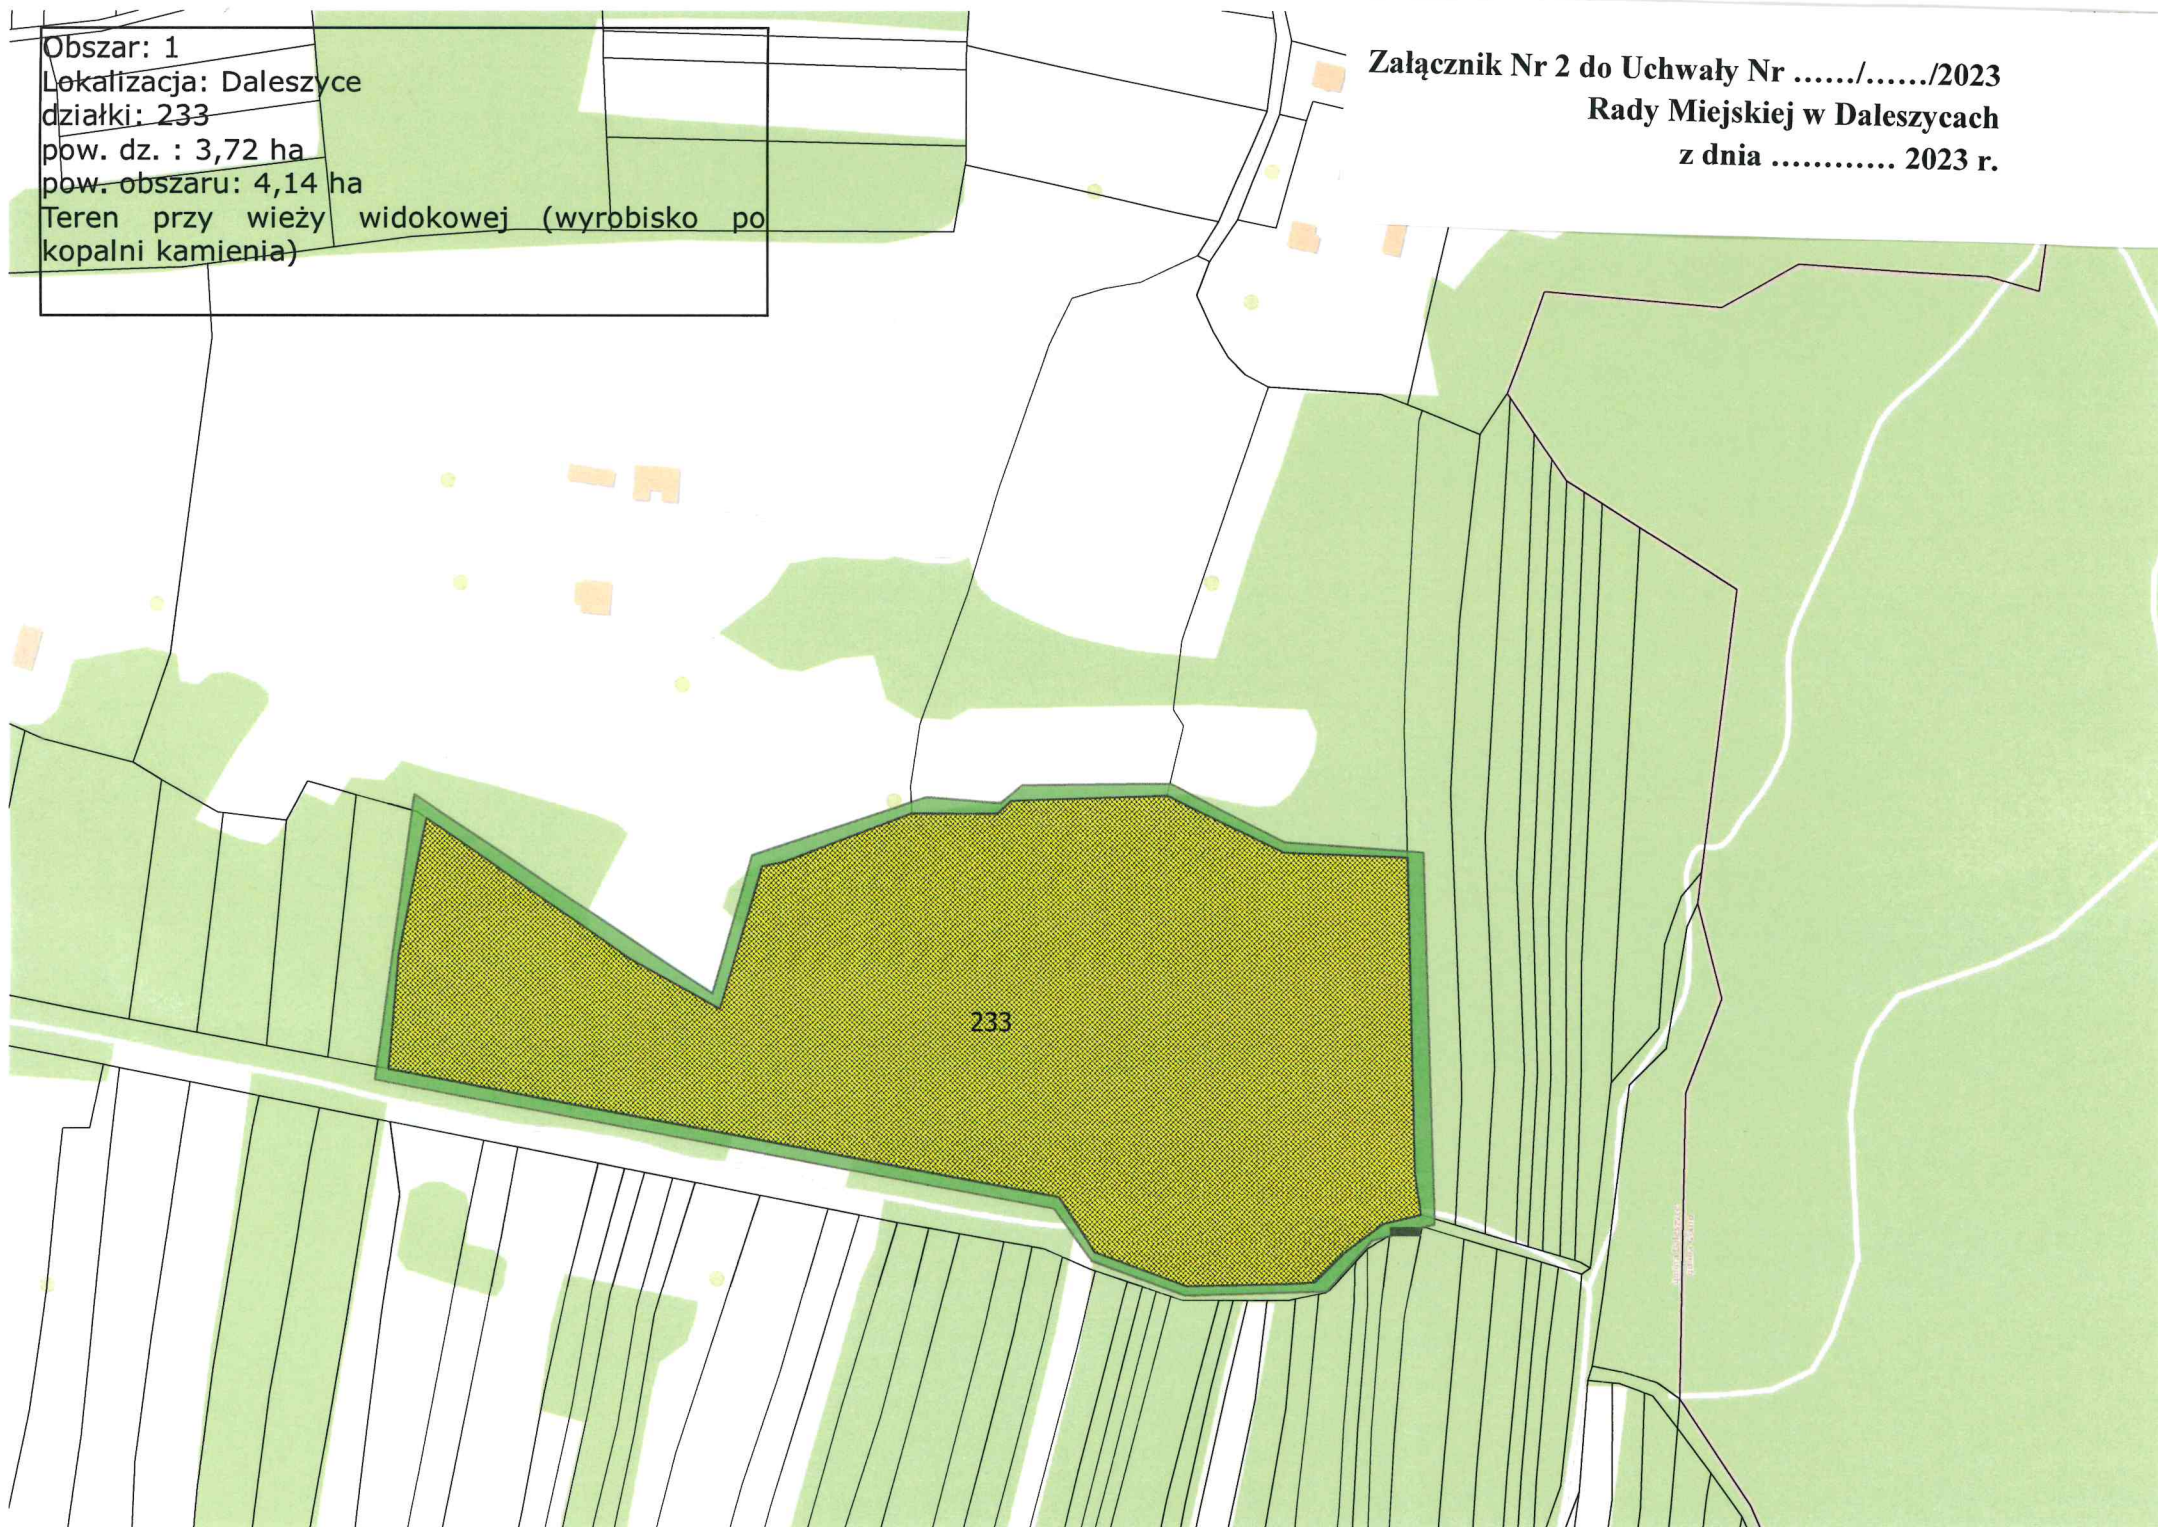 Obszar: 1
Lokalizacja: Daleszyce
działki: 233
pow. dz. : 3,72 ha
pow. obszaru: 4,14 ha
Teren przy wieży widokowej (wyrobisko po
kopalni kamienia)
Załącznik Nr 2 do Uchwały Nr ....../....../2023
Rady Miejskiej w Daleszycach
z dnia ............ 2023 r.
233